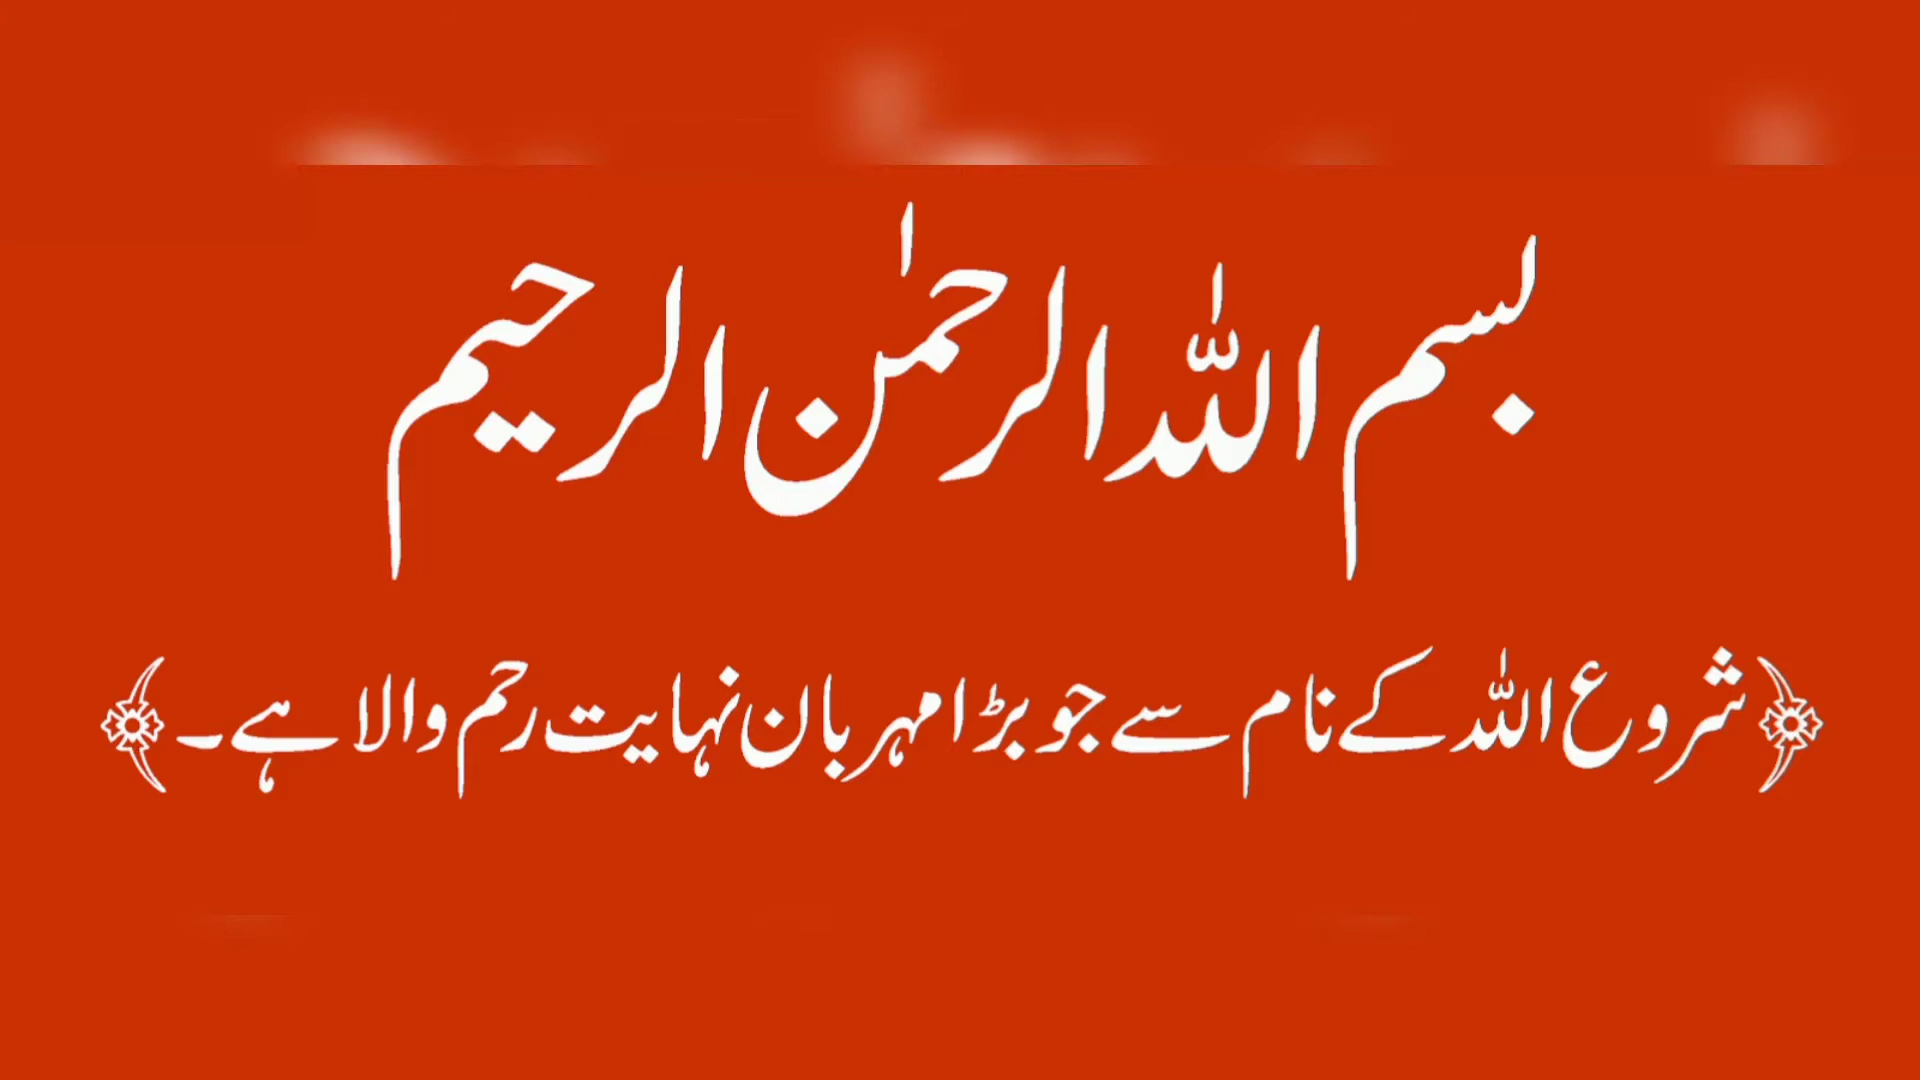 بسم اللہ الرحمٰن الرحیم
﴿شروع اللہ کے نام سے جو بڑا مہربان نہایت رحم والا ہے۔﴾